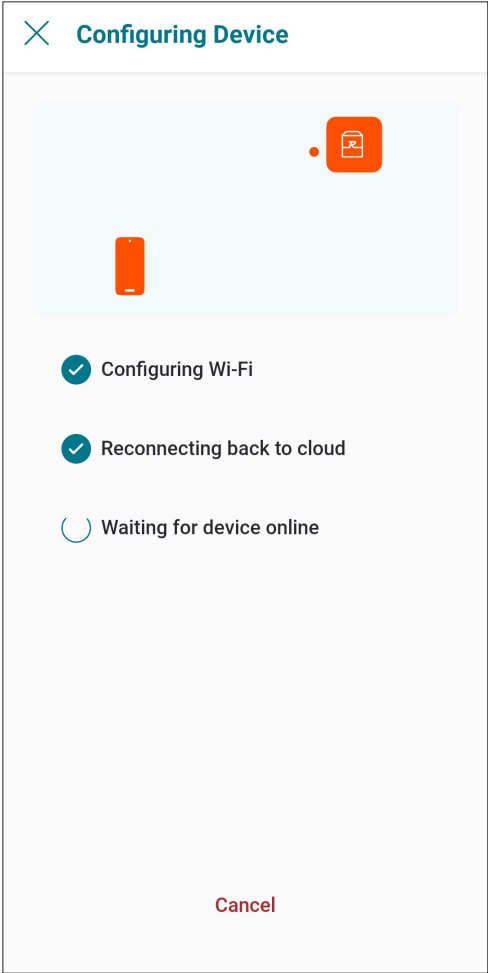 Configuring Device
Configuring Wi-Fi
Reconnecting back to cloud
Waiting for device online
Cancel